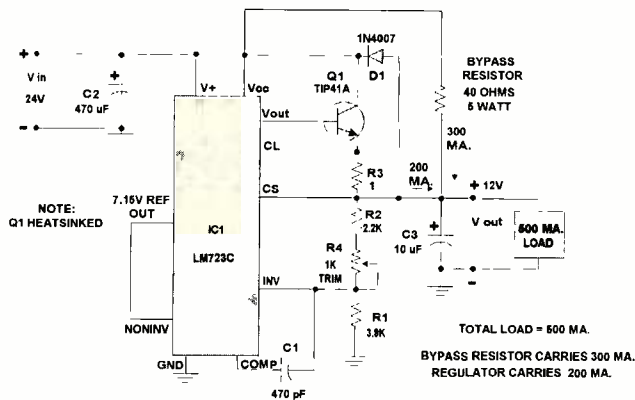 1N4007
D1
Q1
TIP41A
+
V in
24V
-
+
C2
470 uF
V+
Vcc
Vout
CL
CS
INV
COMP
GND
NONINV
7.15V REF
OUT
IC1
LM723C
NOTE:
Q1 HEATSINKED
R3
1
R2
2.2K
R4
1K
TRIM
R1
3.9K
C1
470 pF
BYPASS
RESISTOR
40 OHMS
5 WATT
300
MA.
200
MA.
+ 12V
V out
-
+
C3
10 uF
500 MA.
LOAD
TOTAL LOAD = 500 MA.
BYPASS RESISTOR CARRIES 300 MA.
REGULATOR CARRIES 200 MA.